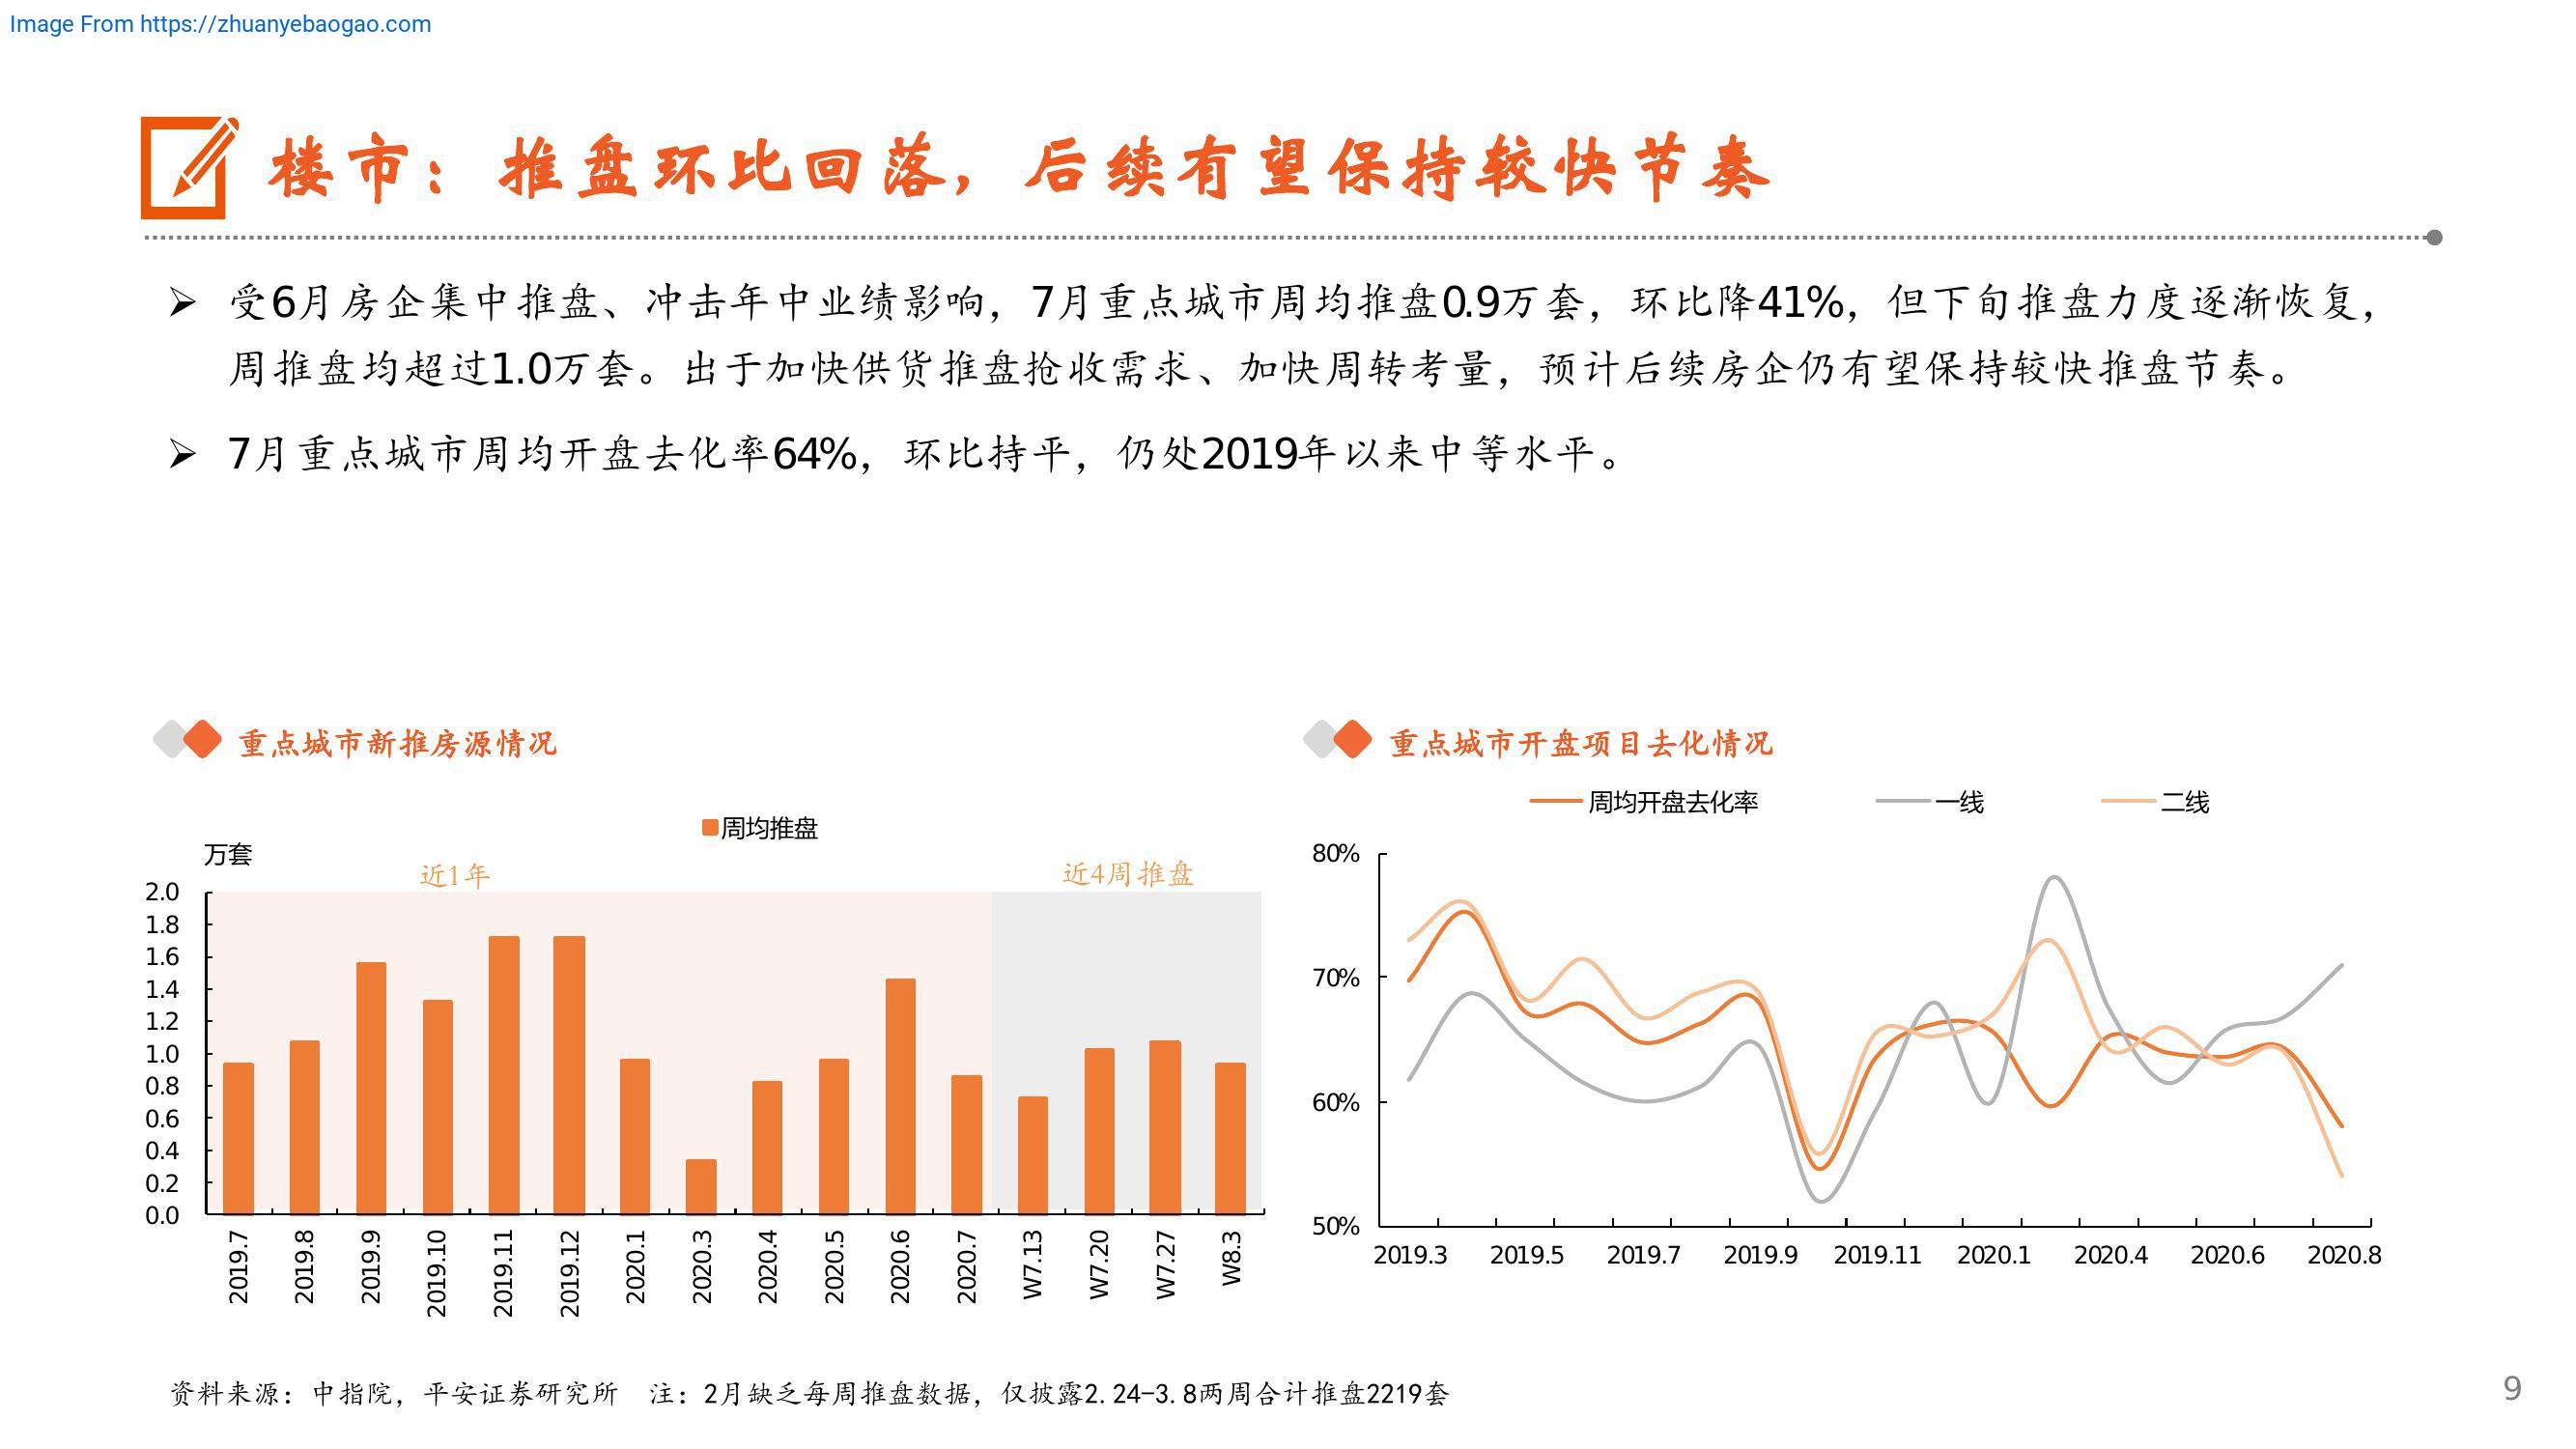 Image From https://zhuanyebaogao.com
楼市：推盘环比回落，后续有望保持较快节奏
➢ 受6月房企集中推盘、冲击年中业绩影响，7月重点城市周均推盘0.9万套，环比降41%，但下旬推盘力度逐渐恢复，
周推盘均超过1.0万套。出于加快供货推盘抢收需求、加快周转考量，预计后续房企仍有望保持较快推盘节奏。
➢ 7月重点城市周均开盘去化率64%，环比持平，仍处2019年以来中等水平。
重点城市新推房源情况
周均推盘
万套
近1年
近4周推盘
2.0
1.8
1.6
1.4
1.2
1.0
0.8
0.6
0.4
0.2
0.0
2019.7
2019.8
2019.9
2019.10
2019.11
2019.12
2020.1
2020.3
2020.4
2020.5
2020.6
2020.7
W7.13
W7.20
W7.27
W8.3
重点城市开盘项目去化情况
周均开盘去化率 一线 二线
80%
70%
60%
50%
2019.3 2019.5 2019.7 2019.9 2019.11 2020.1 2020.4 2020.6 2020.8
资料来源：中指院，平安证券研究所 注：2月缺乏每周推盘数据，仅披露2.24-3.8两周合计推盘2219套
9